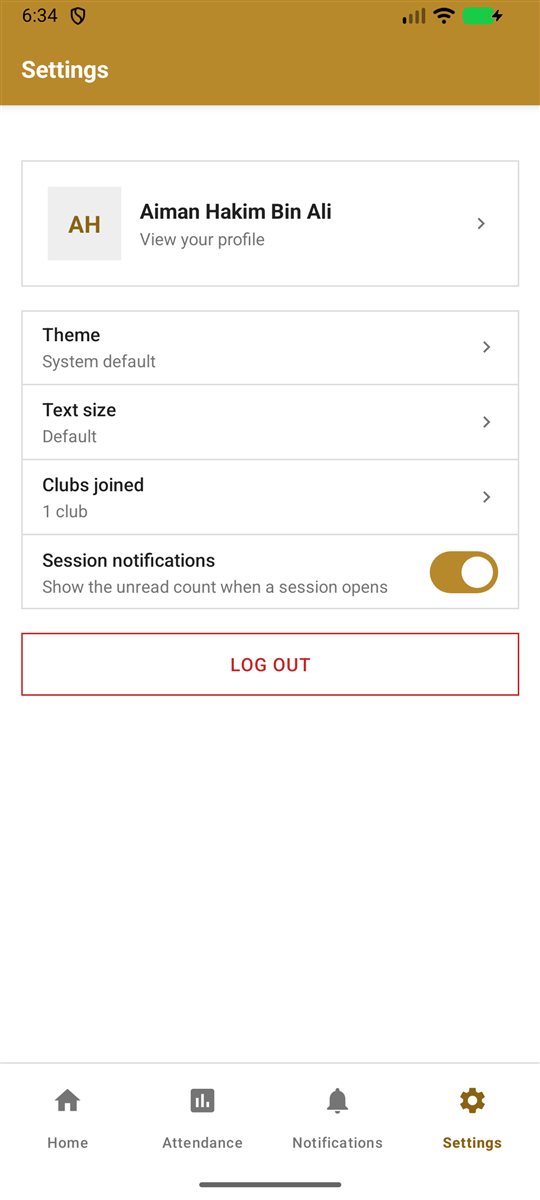 6:34
Settings
AH
Aiman Hakim Bin Ali
View your profile
Theme
System default
Text size
Default
Clubs joined
1 club
Session notifications
Show the unread count when a session opens
LOG OUT
Home
Attendance
Notifications
Settings